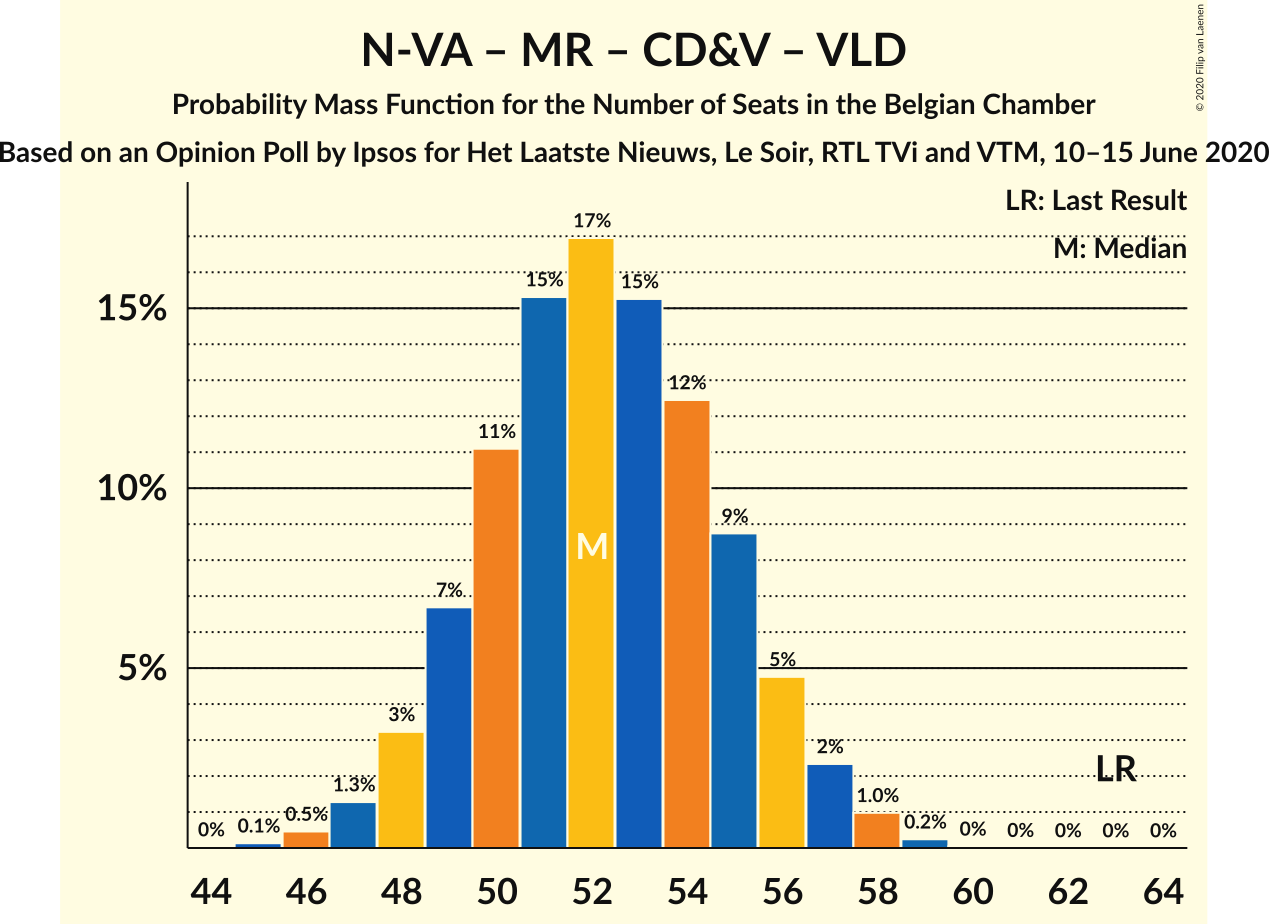 N-VA – MR – CD&V – VLD
Probability Mass Function for the Number of Seats in the Belgian Chamber
Based on an Opinion Poll by Ipsos for Het Laatste Nieuws, Le Soir, RTL TVi and VTM, 10–15 June 2020
© 2020 Filip van Laenen
LR: Last Result
M: Median
15%
10%
5%
0%
0.1%
0.5%
1.3%
3%
7%
11%
15%
17%
15%
12%
9%
5%
2%
1.0%
0.2%
0%
0%
0%
0%
0%
M
LR
44 46 48 50 52 54 56 58 60 62 64